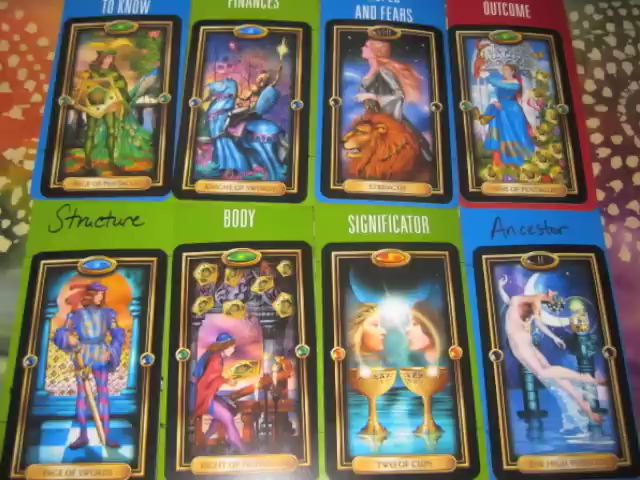 TO KNOW
FINANCES
AND FEARS
OUTCOME
PAGE OF PENTACLES
KNIGHT OF SWORDS
STRENGTH
NINE OF PENTACLES
Structure
BODY
SIGNIFICATOR
Ancestor
II
PAGE OF SWORDS
EIGHT OF PENTACLES
TWO OF CUPS
THE HIGH PRIESTESS